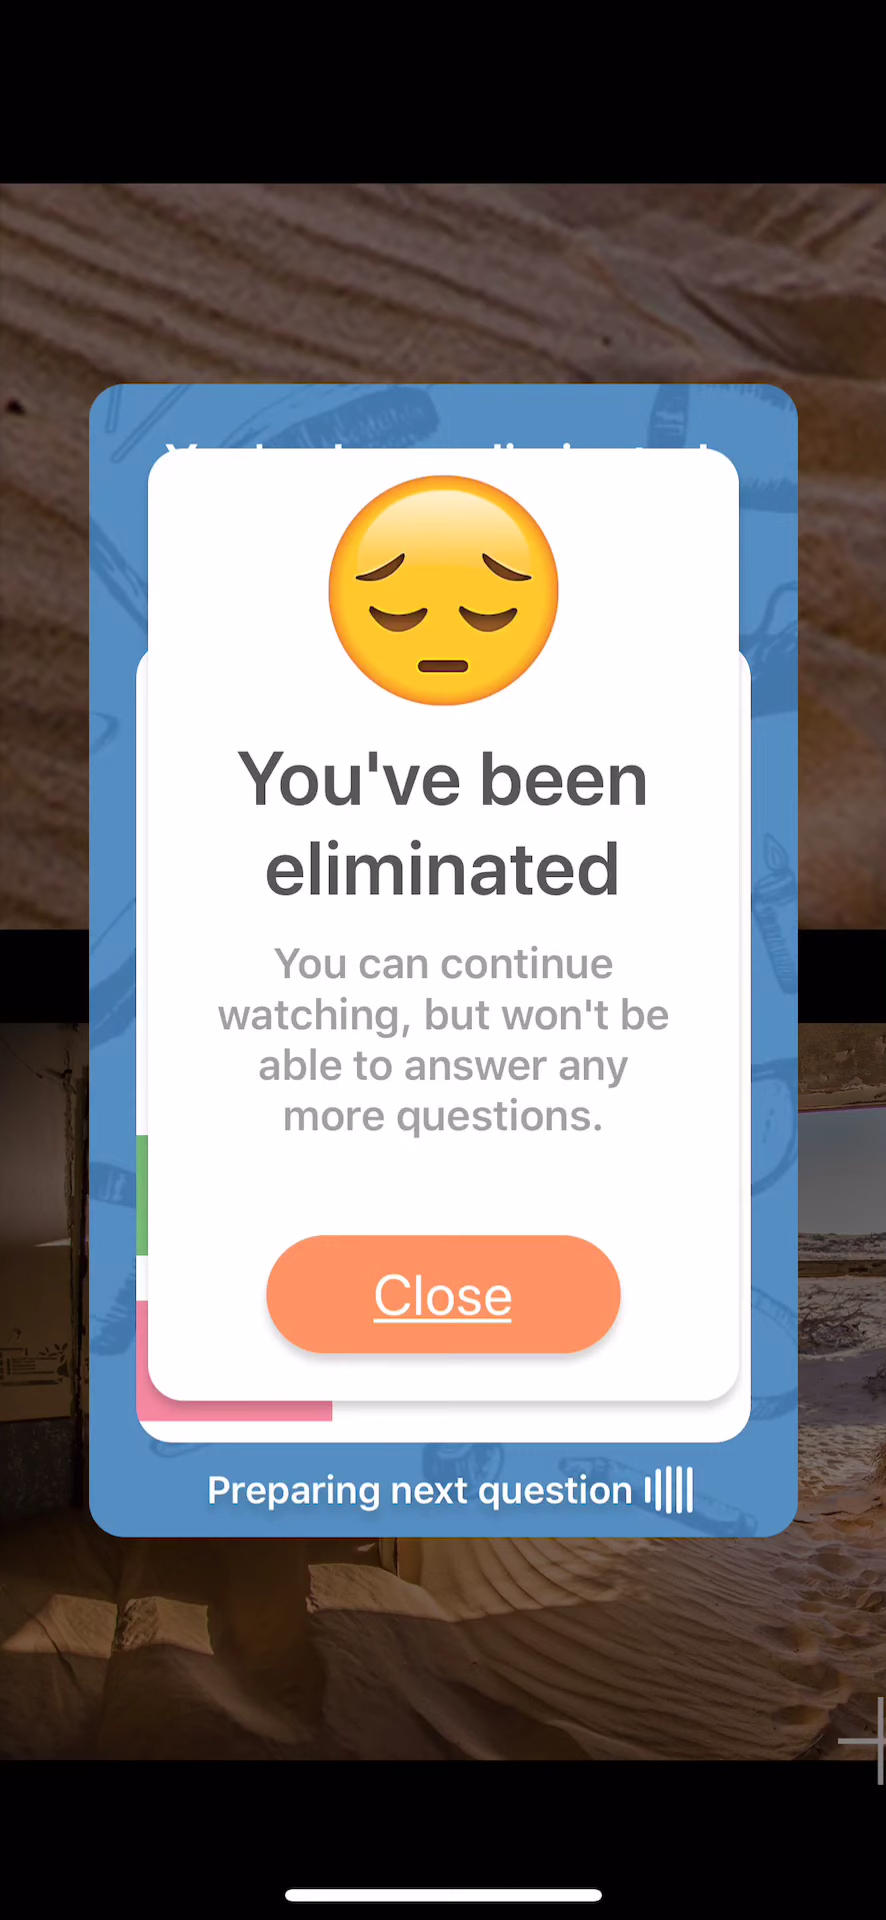 You've been
eliminated
You can continue
watching, but won't be
able to answer any
more questions.
Close
Preparing next question